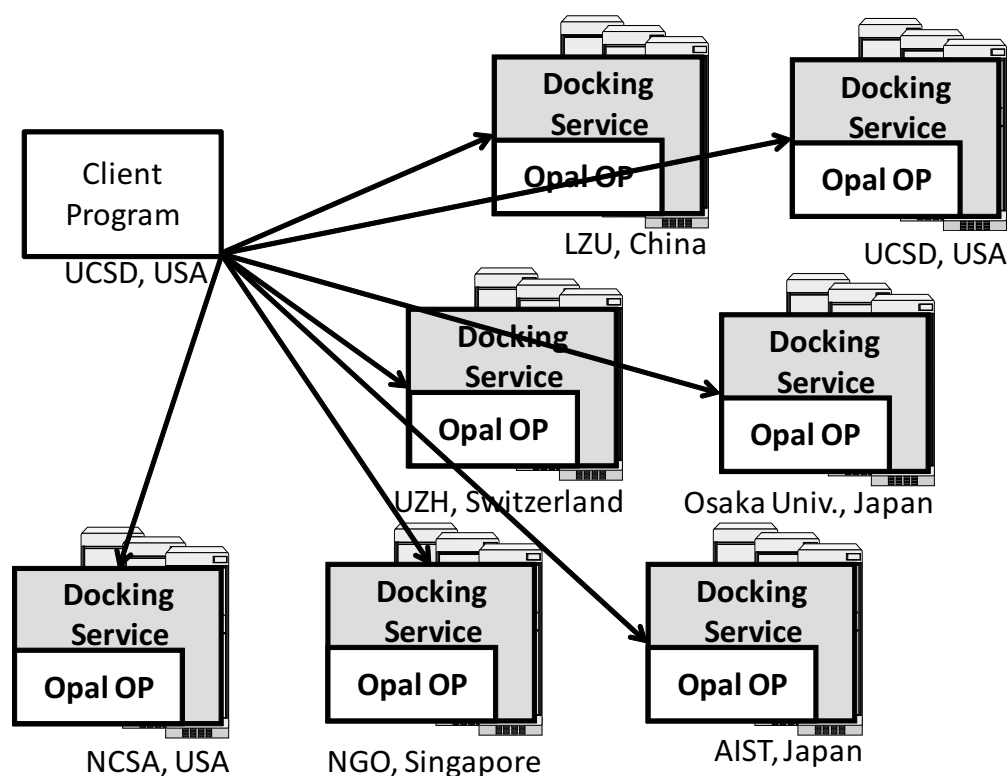 Docking
Service
Opal OP
LZU, China
Docking
Service
Opal OP
UCSD, USA
Client
Program
UCSD, USA
Docking
Service
Opal OP
UZH, Switzerland
Docking
Service
Opal OP
Osaka Univ., Japan
Docking
Service
Opal OP
NCSA, USA
Docking
Service
Opal OP
NGO, Singapore
Docking
Service
Opal OP
AIST, Japan